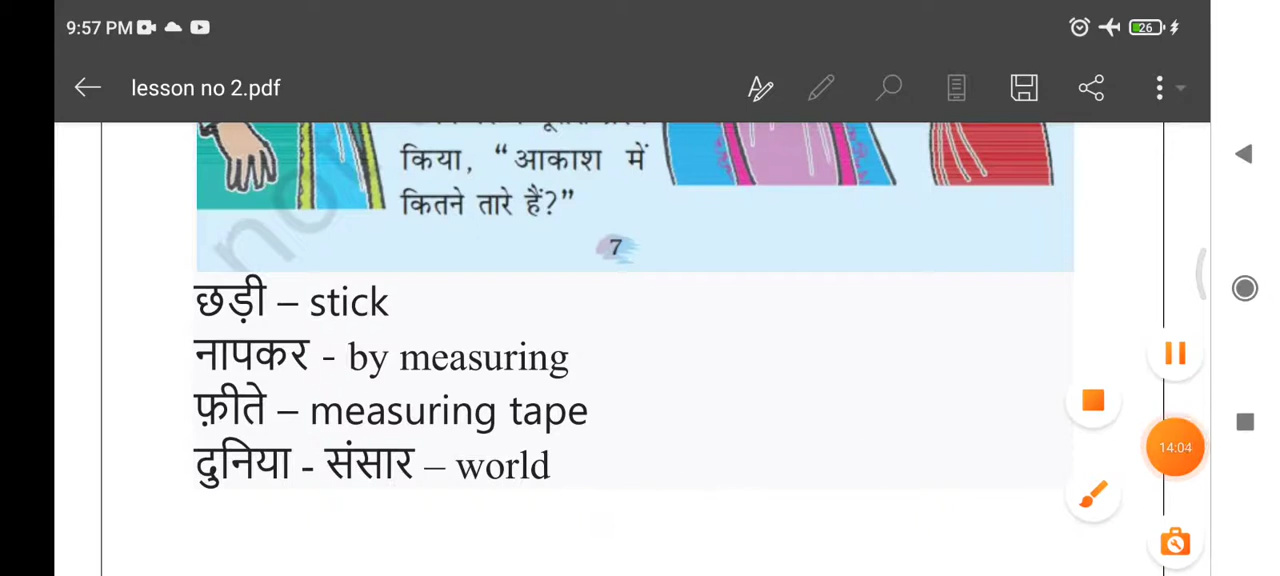 9:57 PM
26
lesson no 2.pdf
किया, “आकाश में
कितने तारे हैं?”
7
छड़ी – stick
नापकर - by measuring
फ़ीते – measuring tape
दुनिया - संसार – world
14:04